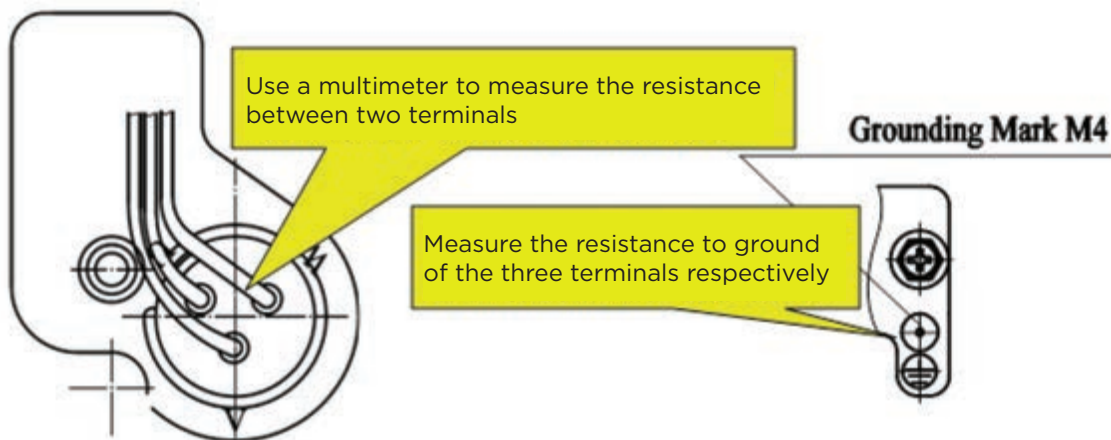 Use a multimeter to measure the resistance
between two terminals
Grounding Mark M4
Measure the resistance to ground
of the three terminals respectively